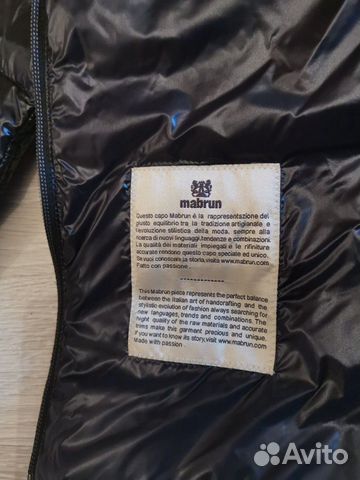 mabrun
Questo capo Mabrun è la rappresentazione del
giusto equilibrio tra la tradizione artigianale e
l'evoluzione stilistica della moda, sempre alla
ricerca di nuovi linguaggi, tendenze e combinazioni.
La qualità dei materiali impiegati e le rifiniture
accurate rendono questo capo speciale ed unico.
Se vuoi conoscere la storia, visita www.mabrun.com.
Fatto con passione .
-------------
This Mabrun piece represents the perfect balance
between the Italian art of handcrafting and the
stylistic evolution of fashion always searching for
new languages, trends and combinations. The
hight quality of the raw materials and accurate
trims make this garment precious and unique.
If you want to know its story, visit www.mabrun.com
Made with passion .
Avito